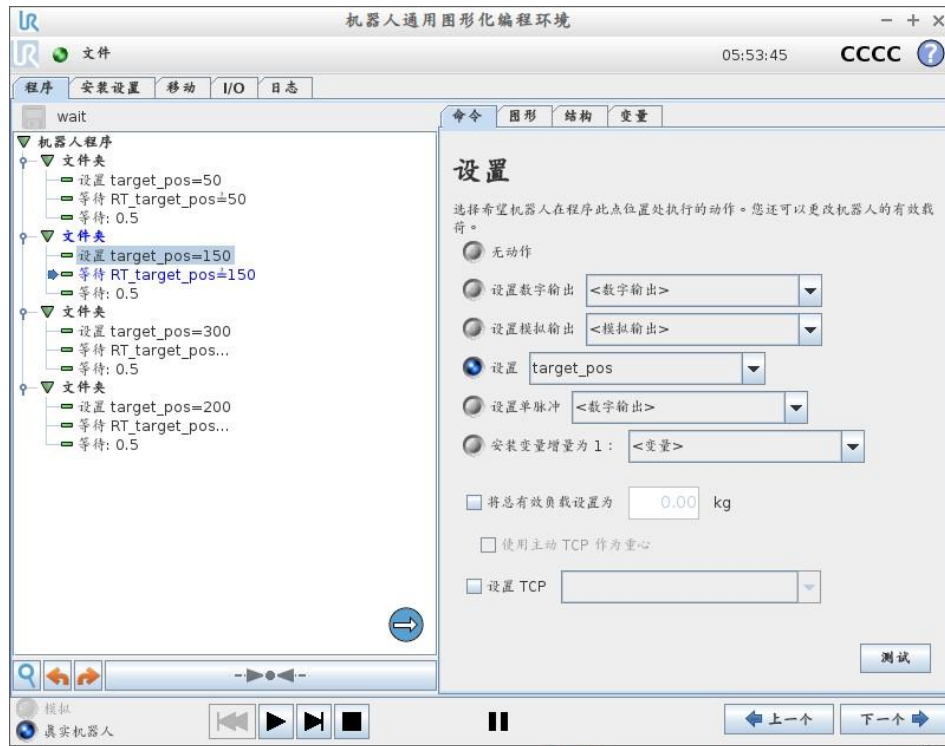 UR 机器人通用图形化编程环境
UR 文件 05:53:45 CCCC ?
程序 安装设置 移动 I/O 日志
wait
机器人程序
文件夹
设置 target_pos=50
等待 RT_target_pos≟50
等待: 0.5
文件夹
设置 target_pos=150
等待 RT_target_pos≟150
等待: 0.5
文件夹
设置 target_pos=300
等待 RT_target_pos...
等待: 0.5
文件夹
设置 target_pos=200
等待 RT_target_pos...
等待: 0.5
命令 图形 结构 变量
设置
选择希望机器人在程序此点位置处执行的动作。您还可以更改机器人的有效载
荷。
无动作
设置数字输出 <数字输出>
设置模拟输出 <模拟输出>
设置 target_pos
设置单脉冲 <数字输出>
安装变量增量为 1： <变量>
将总有效负载设置为 0.00 kg
使用主动 TCP 作为重心
设置 TCP
测试
模拟
真实机器人
上一个 下一个